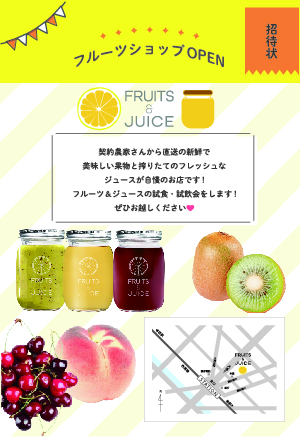 招待状
フルーツショップOPEN
FRUITS
&
JUICE
契約農家さんから直送の新鮮で
美味しい果物と搾りたてのフレッシュな
ジュースが自慢のお店です！
フルーツ＆ジュースの試食・試飲会をします！
ぜひお越しください
FRUITS
&
JUICE
FRUITS
&
JUICE
FRUITS
&
JUICE
FRUITS
&
JUICE
STATION